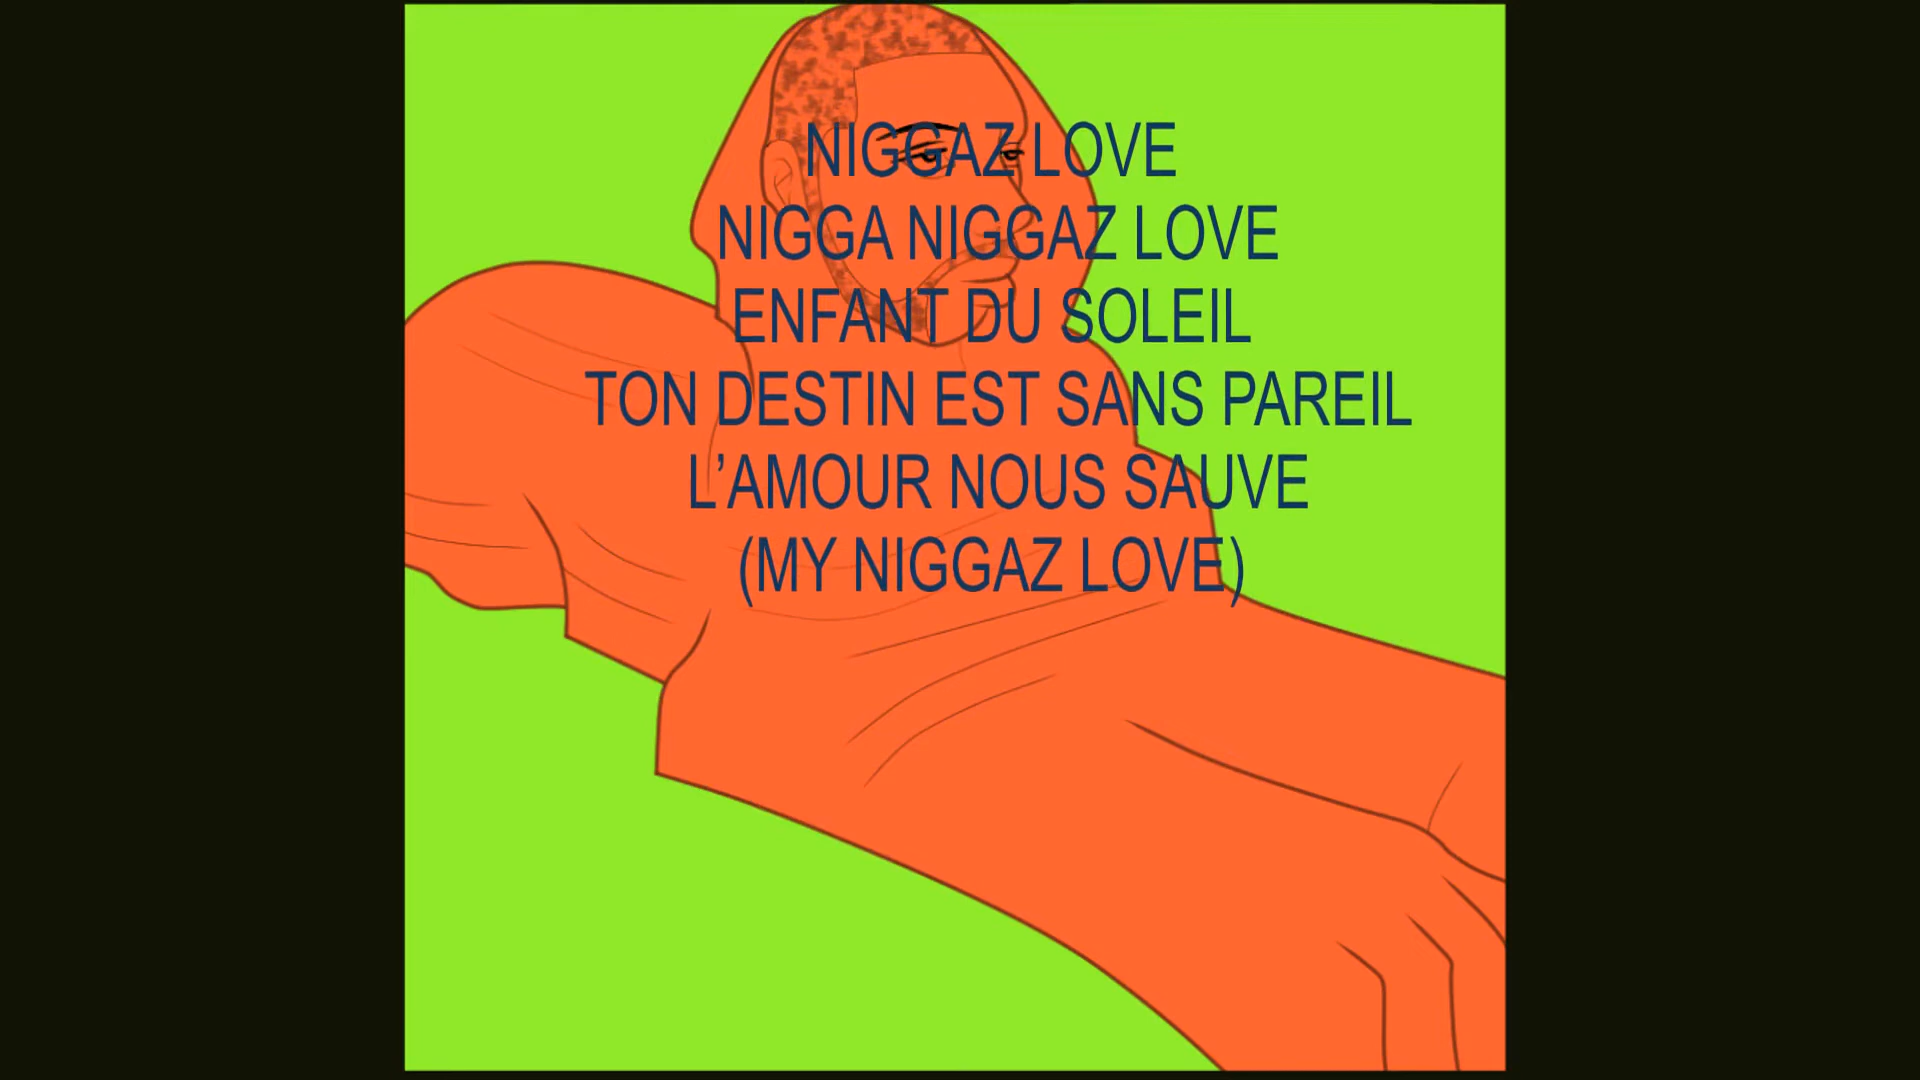 NIGGAZ LOVE
NIGGA NIGGAZ LOVE
ENFANT DU SOLEIL
TON DESTIN EST SANS PAREIL
L’AMOUR NOUS SAUVE
(MY NIGGAZ LOVE)